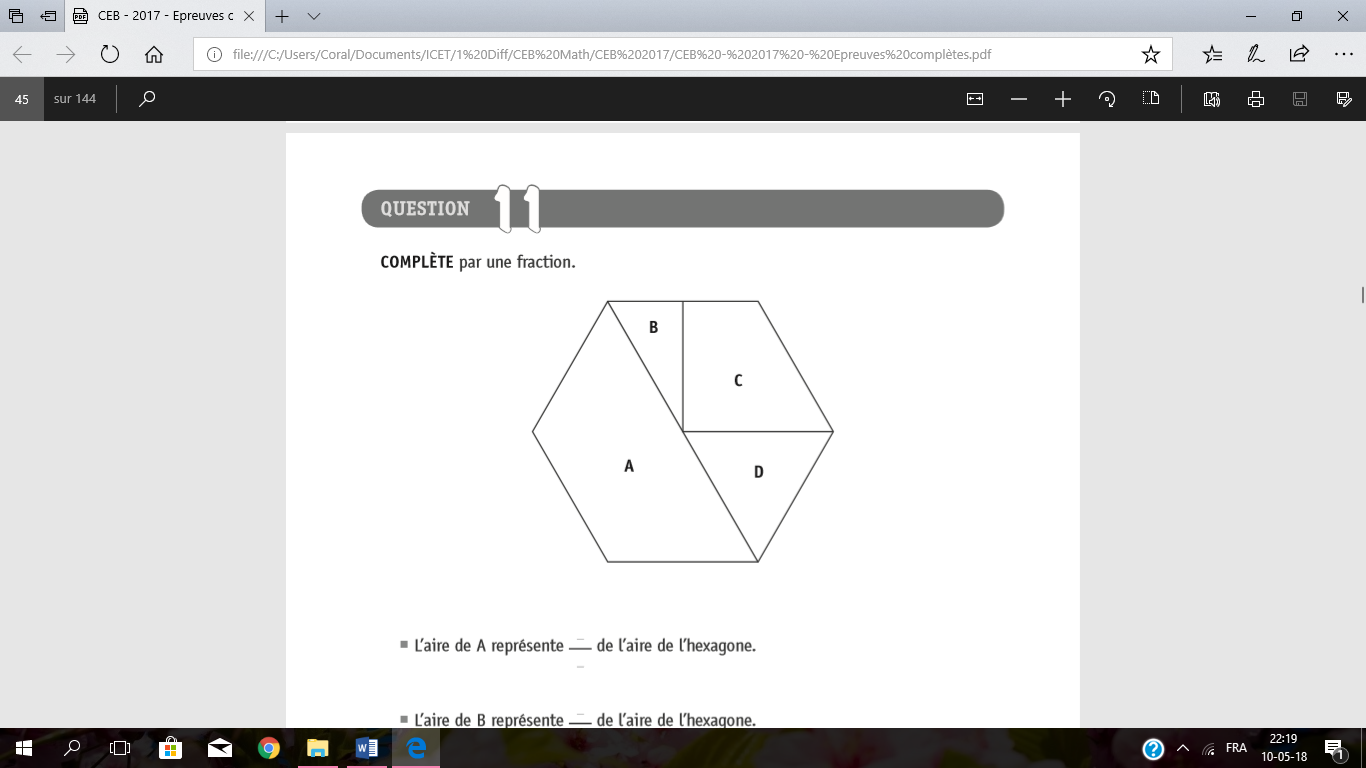 CEB - 2017 - Epreuves c
file:///C:/Users/Coral/Documents/ICET/1%20Diff/CEB%20Math/CEB%202017/CEB%20-%202017%20-%20Epreuves%20complètes.pdf
45 sur 144
QUESTION 11
COMPLÈTE par une fraction.
B
C
A
D
L'aire de A représente __ de l'aire de l'hexagone.
L'aire de B représente __ de l'aire de l'hexagone.
FRA
22:19
10-05-18
1